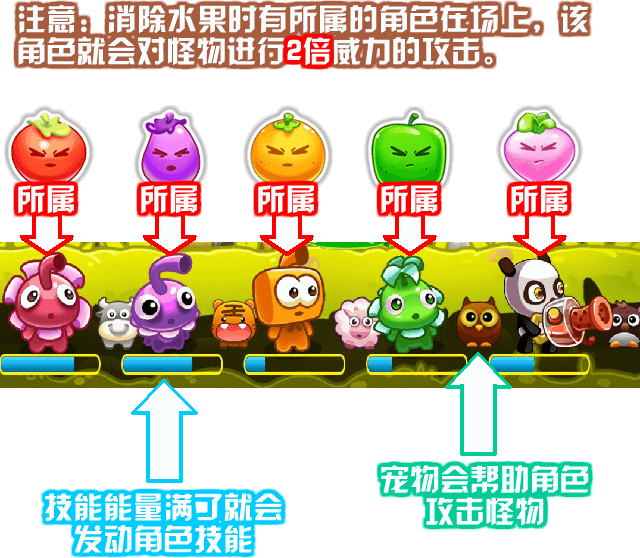 注意：消除水果时有所属的角色在场上，该
角色就会对怪物进行2倍威力的攻击。
所属
所属
所属
所属
所属
技能能量满了就会
发动角色技能
宠物会帮助角色
攻击怪物